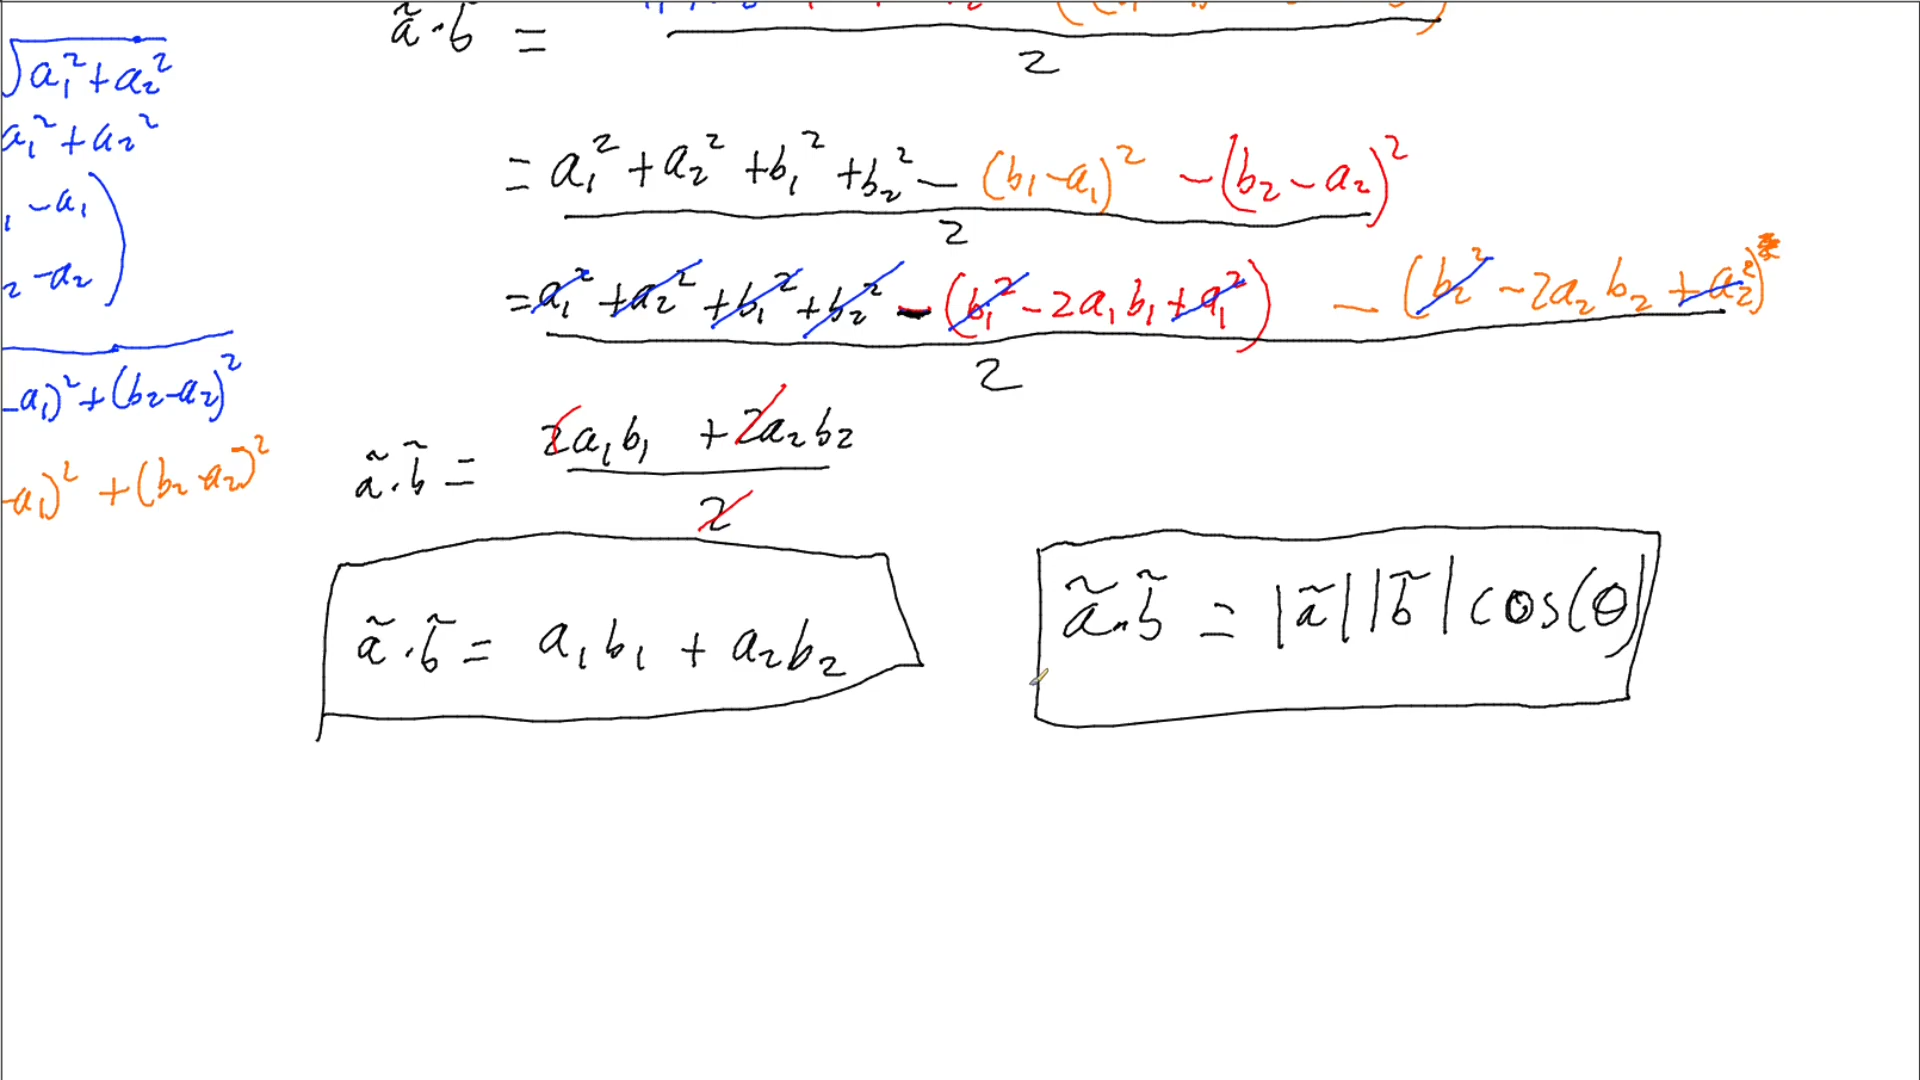 ã · b̃ =
2
√a₁² + a₂²
a₁² + a₂²
₁ - a₁)
₂ - a₂)
- a₁)² + (b₂ - a₂)²
- a₁)² + (b₂ - a₂)²
= a₁² + a₂² + b₁² + b₂² - (b₁ - a₁)² - (b₂ - a₂)²
2
= a₁² + a₂² + b₁² + b₂² - (b₁² - 2a₁b₁ + a₁²) - (b₂² - 2a₂b₂ + a₂²)
2
ã · b̃ = 2a₁b₁ + 2a₂b₂
2
ã · b̃ = a₁b₁ + a₂b₂
ã · b̃ = |ã||b̃| cos(θ)